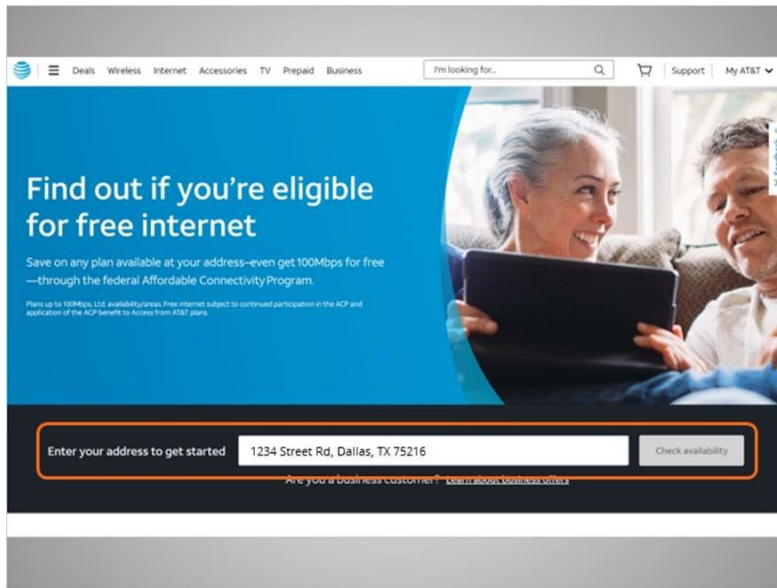 Deals Wireless Internet Accessories TV Prepaid Business I'm looking for... Support My AT&T
Find out if you're eligible
for free internet
Save on any plan available at your address–even get 100Mbps for free
—through the federal Affordable Connectivity Program.
Plans up to 100Mbps. Ltd. availability/areas. Free internet subject to continued participation in the ACP and
application of the ACP benefit to Access from AT&T plans.
Enter your address to get started 1234 Street Rd, Dallas, TX 75216 Check availability
Are you a business customer? Learn about business offers